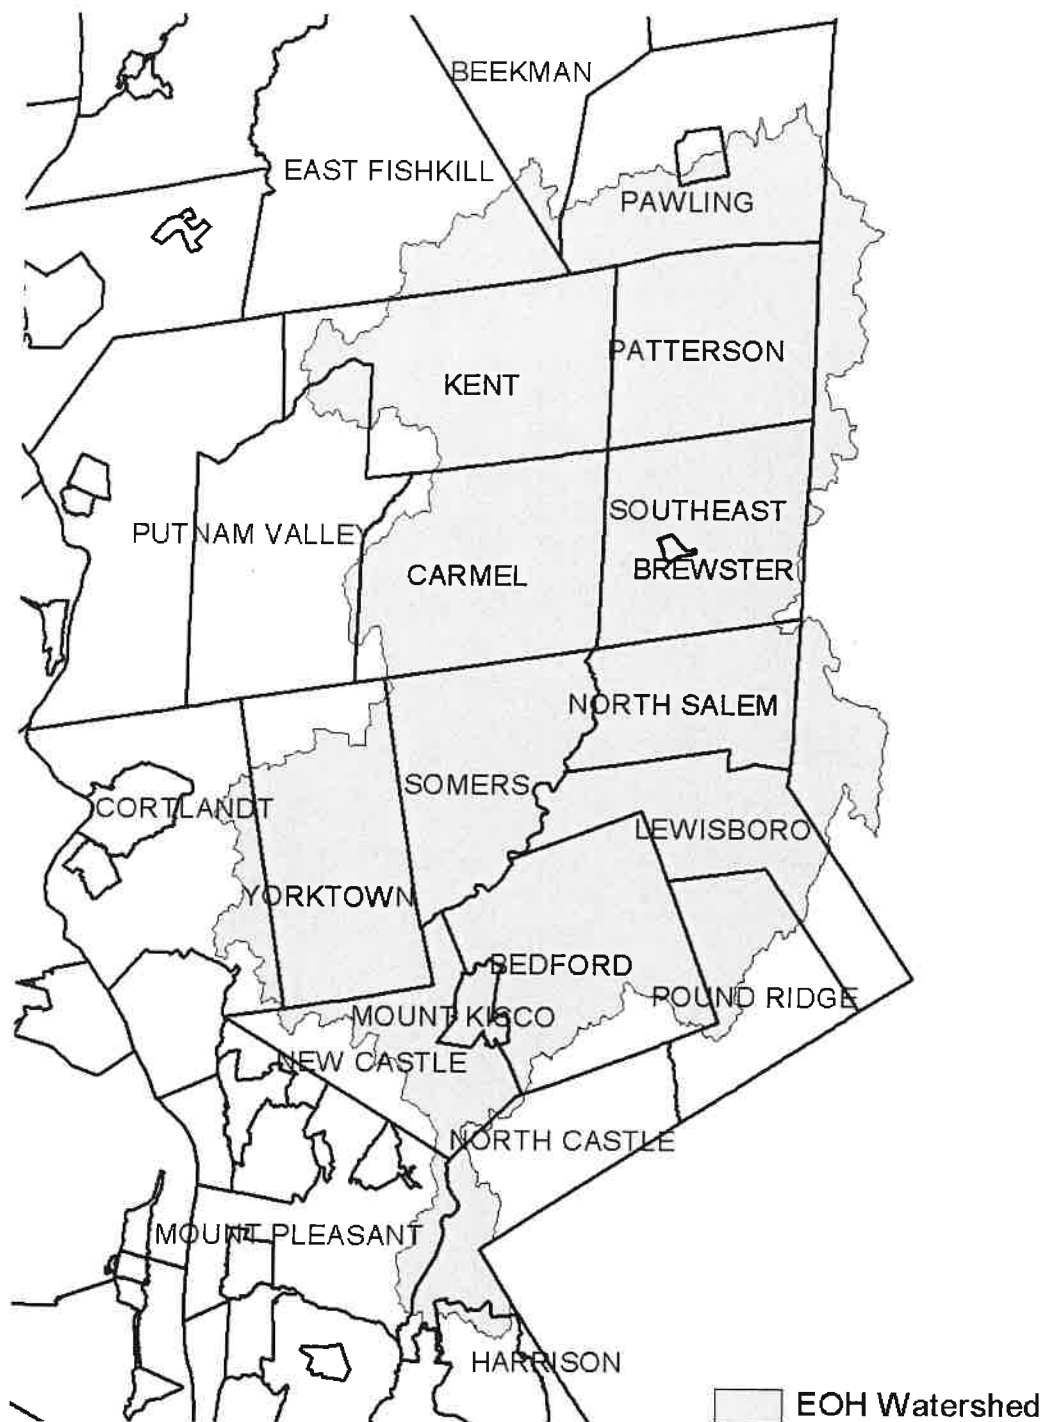 BEEKMAN
EAST FISHKILL
PAWLING
PATTERSON
KENT
SOUTHEAST
PUTNAM VALLEY
BREWSTER
CARMEL
NORTH SALEM
SOMERS
CORTLANDT
LEWISBORO
YORKTOWN
BEDFORD
POUND RIDGE
MOUNT KISCO
NEW CASTLE
NORTH CASTLE
MOUNT PLEASANT
HARRISON
EOH Watershed